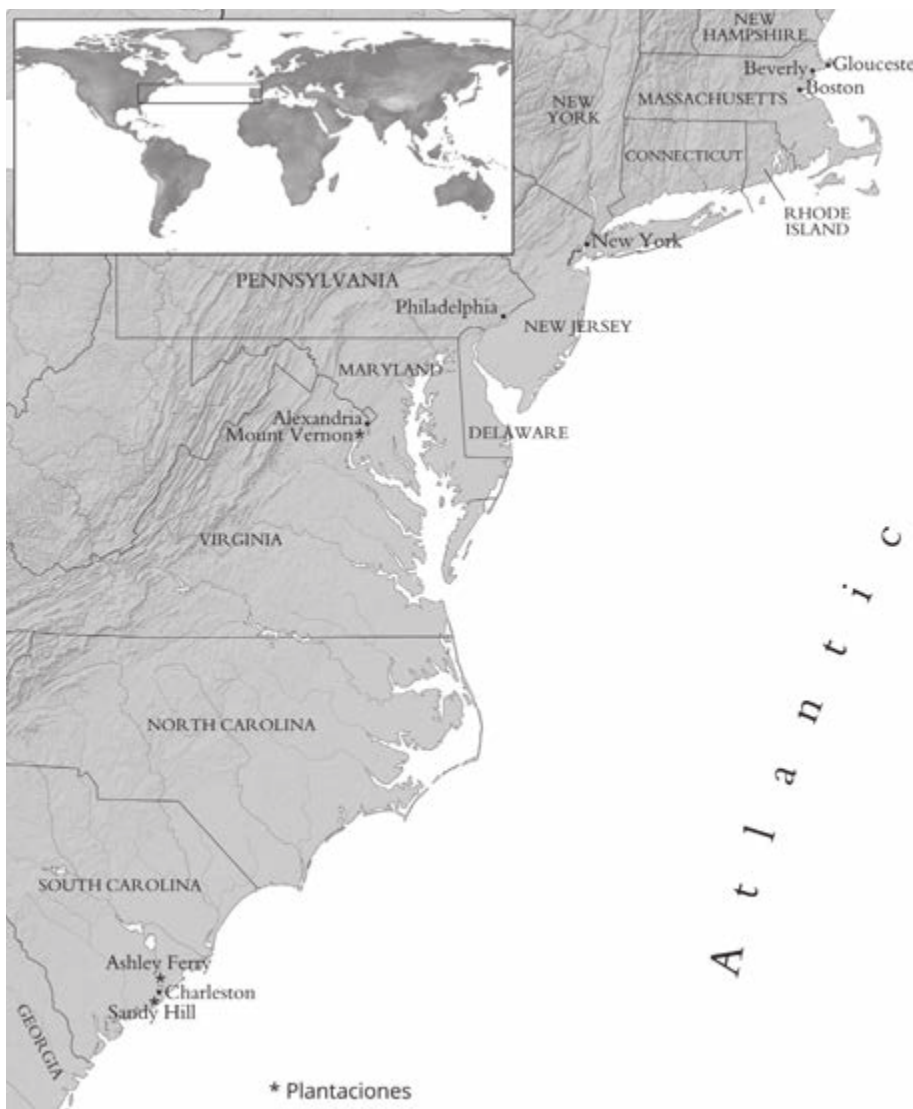 NEW
HAMPSHIRE
Beverly
Glouceste
Boston
MASSACHUSETTS
NEW
YORK
CONNECTICUT
RHODE
ISLAND
New York
PENNSYLVANIA
Philadelphia
NEW JERSEY
MARYLAND
Alexandria
Mount Vernon*
DELAWARE
VIRGINIA
Atlantic
NORTH CAROLINA
SOUTH CAROLINA
Ashley Ferry
*
Charleston
*
Sandy Hill
GEORGIA
* Plantaciones